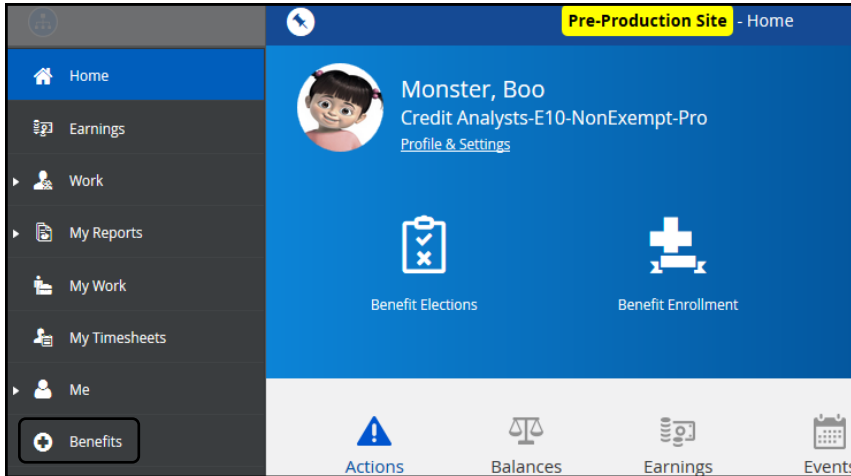 Pre-Production Site - Home
Home
Earnings
Work
My Reports
My Work
My Timesheets
Me
Benefits
Monster, Boo
Credit Analysts-E10-NonExempt-Pro
Profile & Settings
Benefit Elections
Benefit Enrollment
Actions
Balances
Earnings
Events